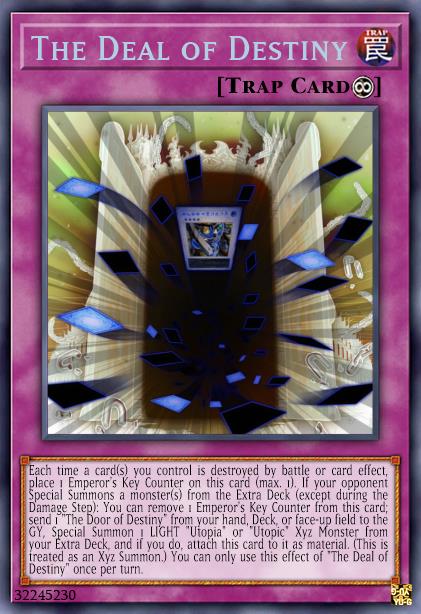 THE DEAL OF DESTINY
TRAP
罠
[TRAP CARD]
Each time a card(s) you control is destroyed by battle or card effect,
place 1 Emperor's Key Counter on this card (max. 1). If your opponent
Special Summons a monster(s) from the Extra Deck (except during the
Damage Step): You can remove 1 Emperor's Key Counter from this card;
send 1 "The Door of Destiny" from your hand, Deck, or face-up field to the
GY, Special Summon 1 LIGHT "Utopia" or "Utopic" Xyz Monster from
your Extra Deck, and if you do, attach this card to it as material. (This is
treated as an Xyz Summon.) You can only use this effect of "The Deal of
Destiny" once per turn.
32245230